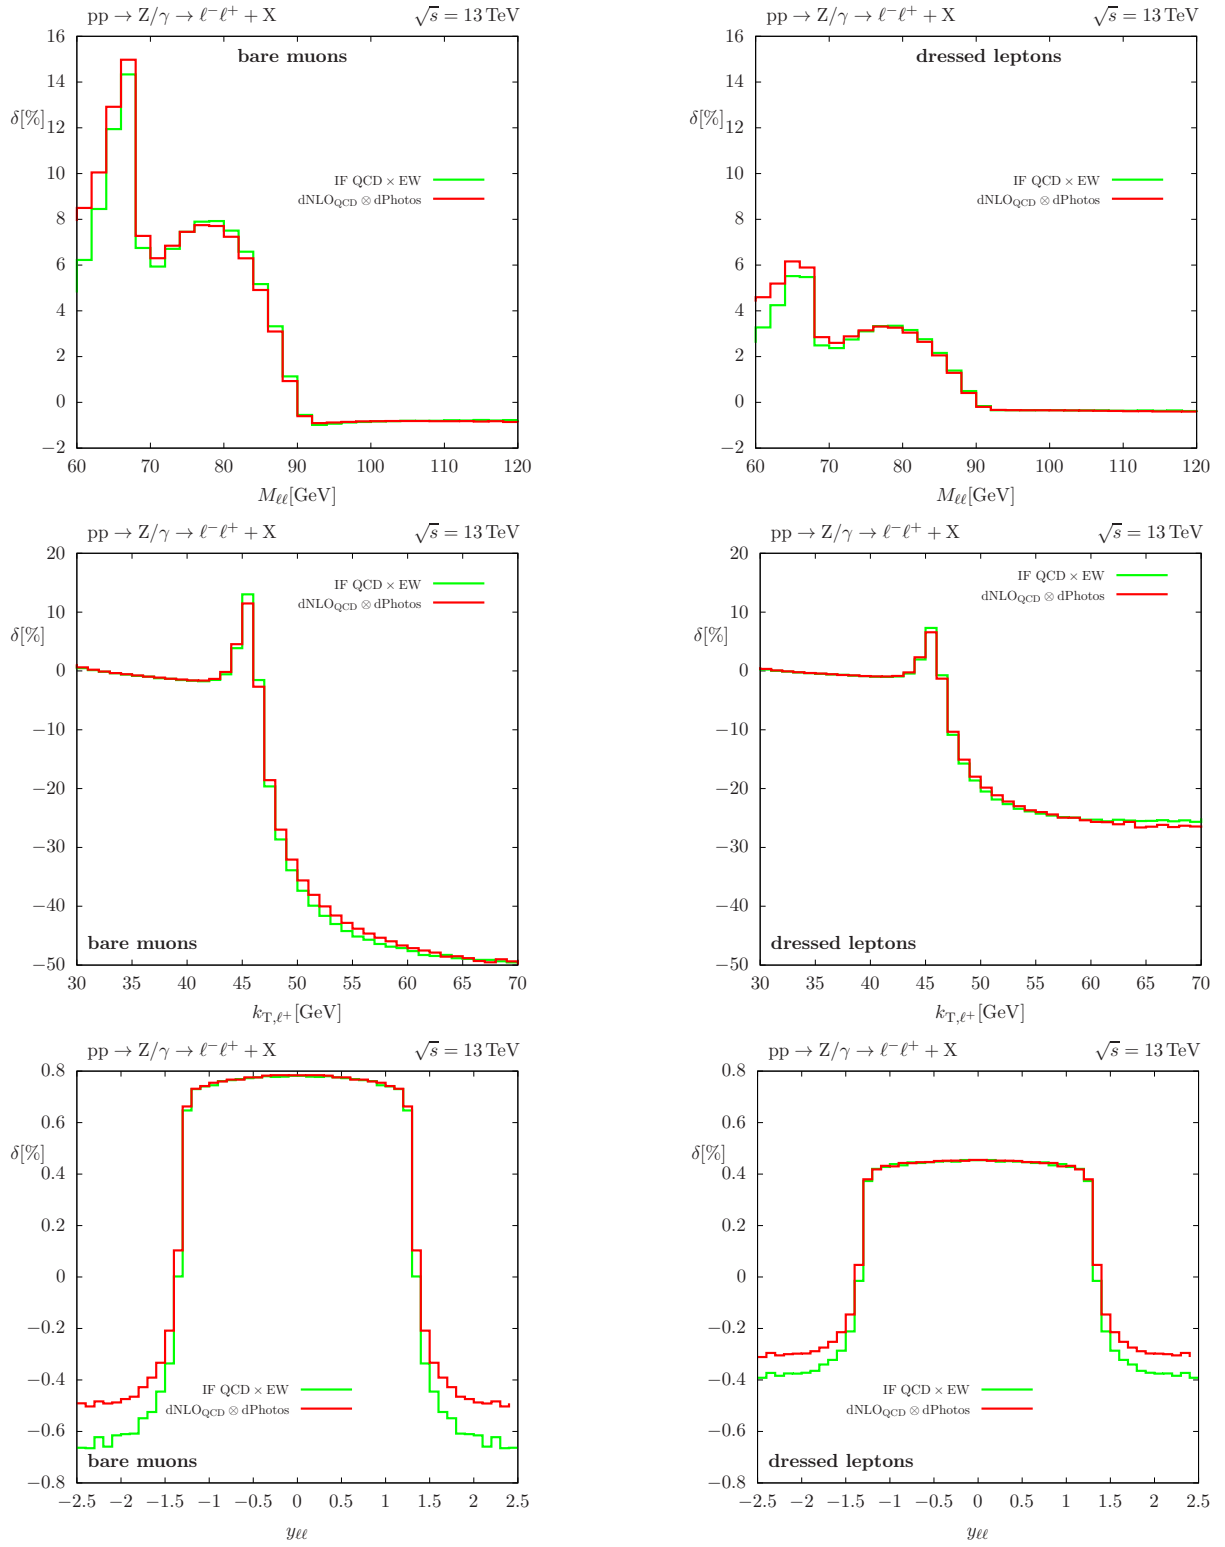 pp → Z/γ → ℓ⁻ℓ⁺ + X √s = 13 TeV
bare muons
δ[%]
16
14
12
10
8
6
4
2
0
−2
IF QCD × EW
dNLO_QCD ⊗ dPhotos
60 70 80 90 100 110 120
M_ℓℓ[GeV]
pp → Z/γ → ℓ⁻ℓ⁺ + X √s = 13 TeV
dressed leptons
δ[%]
16
14
12
10
8
6
4
2
0
−2
IF QCD × EW
dNLO_QCD ⊗ dPhotos
60 70 80 90 100 110 120
M_ℓℓ[GeV]
pp → Z/γ → ℓ⁻ℓ⁺ + X √s = 13 TeV
IF QCD × EW
dNLO_QCD ⊗ dPhotos
δ[%]
20
10
0
−10
−20
−30
−40
−50
bare muons
30 35 40 45 50 55 60 65 70
k_T,ℓ⁺[GeV]
pp → Z/γ → ℓ⁻ℓ⁺ + X √s = 13 TeV
IF QCD × EW
dNLO_QCD ⊗ dPhotos
δ[%]
20
10
0
−10
−20
−30
−40
−50
dressed leptons
30 35 40 45 50 55 60 65 70
k_T,ℓ⁺[GeV]
pp → Z/γ → ℓ⁻ℓ⁺ + X √s = 13 TeV
δ[%]
0.8
0.6
0.4
0.2
0
−0.2
−0.4
−0.6
−0.8
IF QCD × EW
dNLO_QCD ⊗ dPhotos
bare muons
−2.5 −2 −1.5 −1 −0.5 0 0.5 1 1.5 2 2.5
y_ℓℓ
pp → Z/γ → ℓ⁻ℓ⁺ + X √s = 13 TeV
δ[%]
0.8
0.6
0.4
0.2
0
−0.2
−0.4
−0.6
−0.8
IF QCD × EW
dNLO_QCD ⊗ dPhotos
dressed leptons
−2.5 −2 −1.5 −1 −0.5 0 0.5 1 1.5 2 2.5
y_ℓℓ